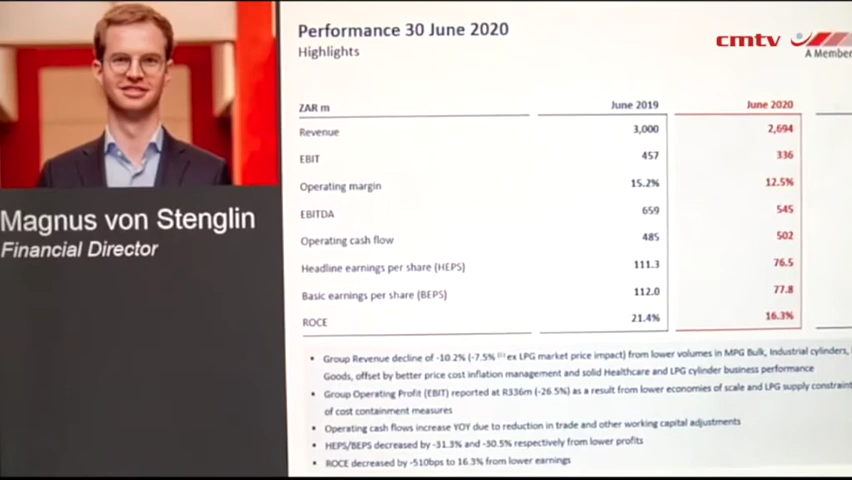 Performance 30 June 2020
Highlights
cmtv
A Member
Magnus von Stenglin
Financial Director
ZAR m June 2019 June 2020
Revenue 3,000 2,694
EBIT 457 336
Operating margin 15.2% 12.5%
EBITDA 659 545
Operating cash flow 485 502
Headline earnings per share (HEPS) 111.3 76.5
Basic earnings per share (BEPS) 112.0 77.8
ROCE 21.4% 16.3%
• Group Revenue decline of -10.2% (-7.5% ex LPG market price impact) from lower volumes in MPG Bulk, Industrial cylinders,
Goods, offset by better price cost inflation management and solid Healthcare and LPG cylinder business performance
• Group Operating Profit (EBIT) reported at R336m (-26.5%) as a result from lower economies of scale and LPG supply constrain
of cost containment measures
• Operating cash flows increase YOY due to reduction in trade and other working capital adjustments
• HEPS/BEPS decreased by -31.3% and -30.5% respectively from lower profits
• ROCE decreased by -510bps to 16.3% from lower earnings